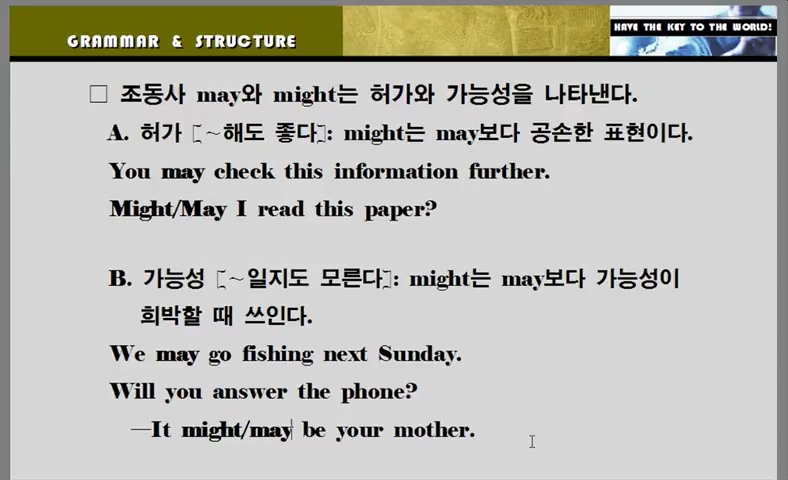 GRAMMAR & STRUCTURE
HAVE THE KEY TO THE WORLD!
□ 조동사 may와 might는 허가와 가능성을 나타낸다.
A. 허가 [~해도 좋다]: might는 may보다 공손한 표현이다.
You may check this information further.
Might/May I read this paper?
B. 가능성 [~일지도 모른다]: might는 may보다 가능성이
희박할 때 쓰인다.
We may go fishing next Sunday.
Will you answer the phone?
—It might/may be your mother.